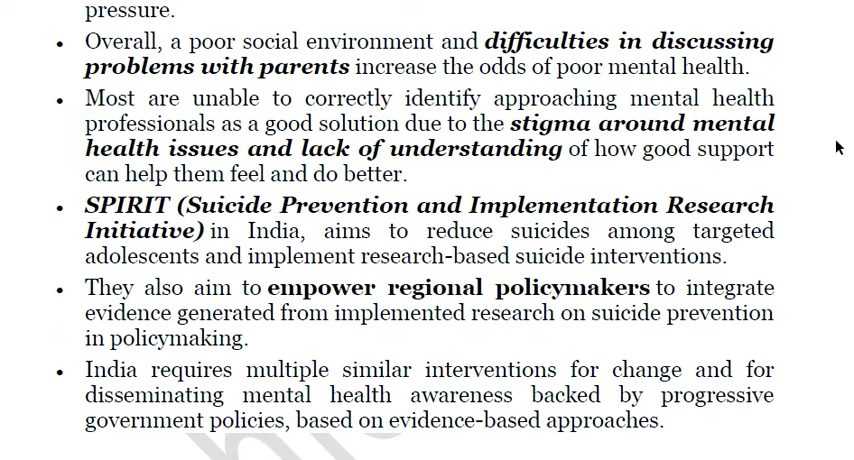 pressure.
• Overall, a poor social environment and difficulties in discussing
problems with parents increase the odds of poor mental health.
• Most are unable to correctly identify approaching mental health
professionals as a good solution due to the stigma around mental
health issues and lack of understanding of how good support
can help them feel and do better.
• SPIRIT (Suicide Prevention and Implementation Research
Initiative) in India, aims to reduce suicides among targeted
adolescents and implement research-based suicide interventions.
• They also aim to empower regional policymakers to integrate
evidence generated from implemented research on suicide prevention
in policymaking.
• India requires multiple similar interventions for change and for
disseminating mental health awareness backed by progressive
government policies, based on evidence-based approaches.